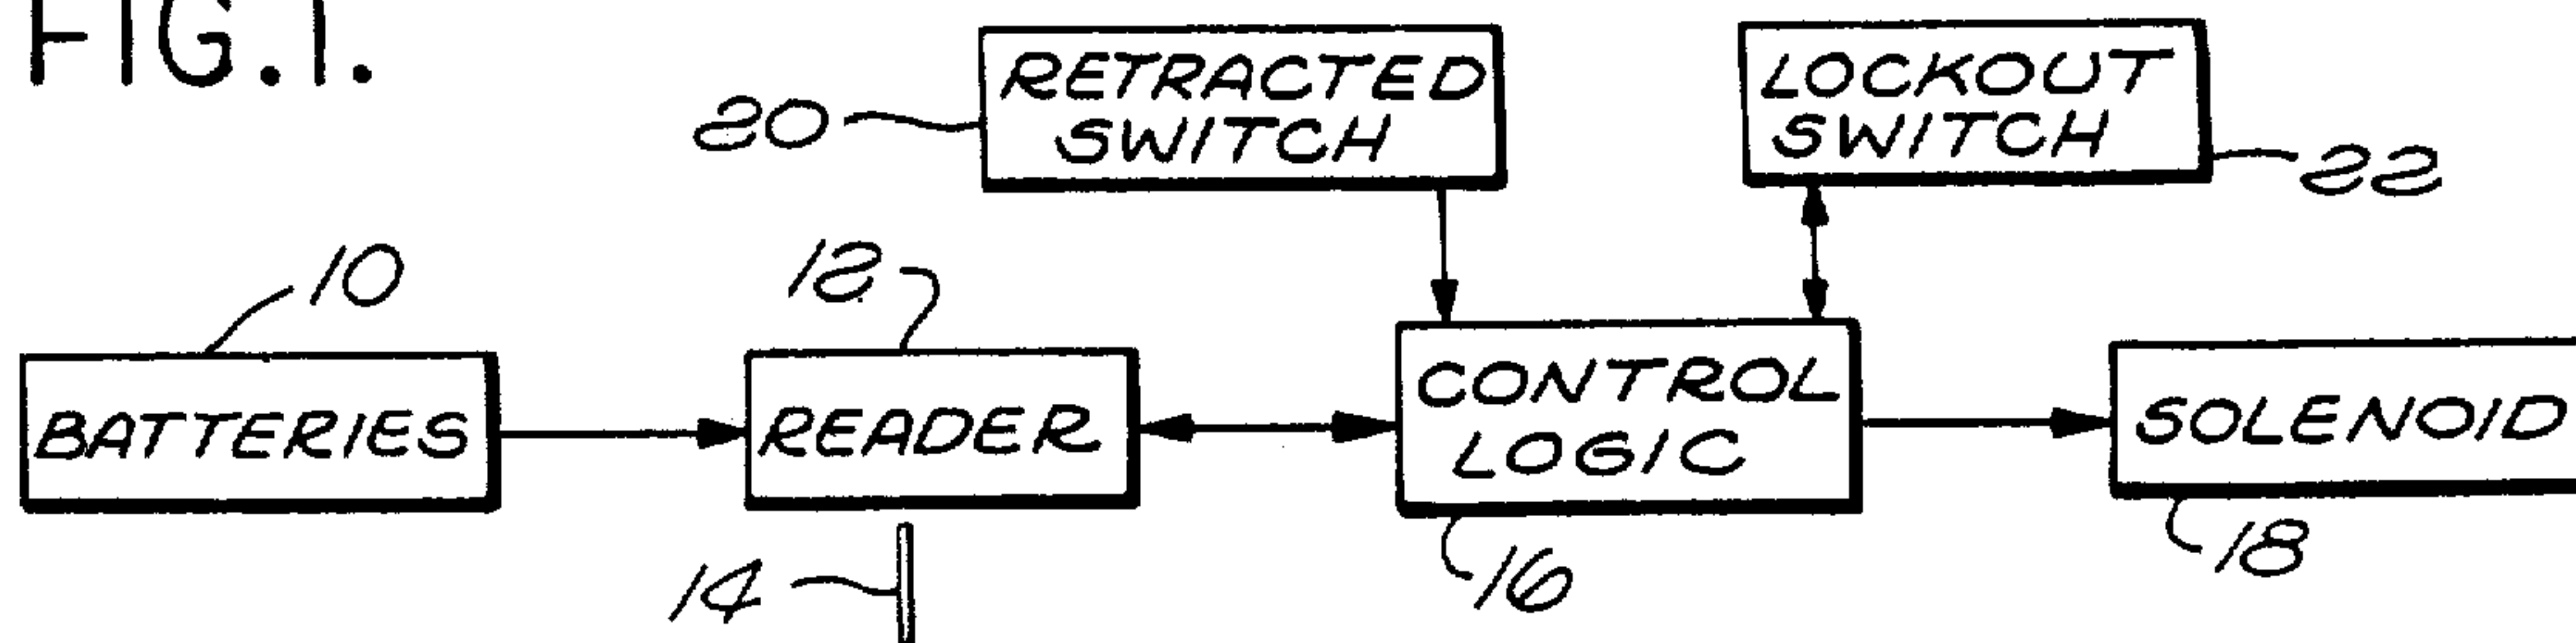 FIG.1.
RETRACTED
SWITCH
20
LOCKOUT
SWITCH
22
10
BATTERIES
12
READER
14
CONTROL
LOGIC
16
SOLENOID
18